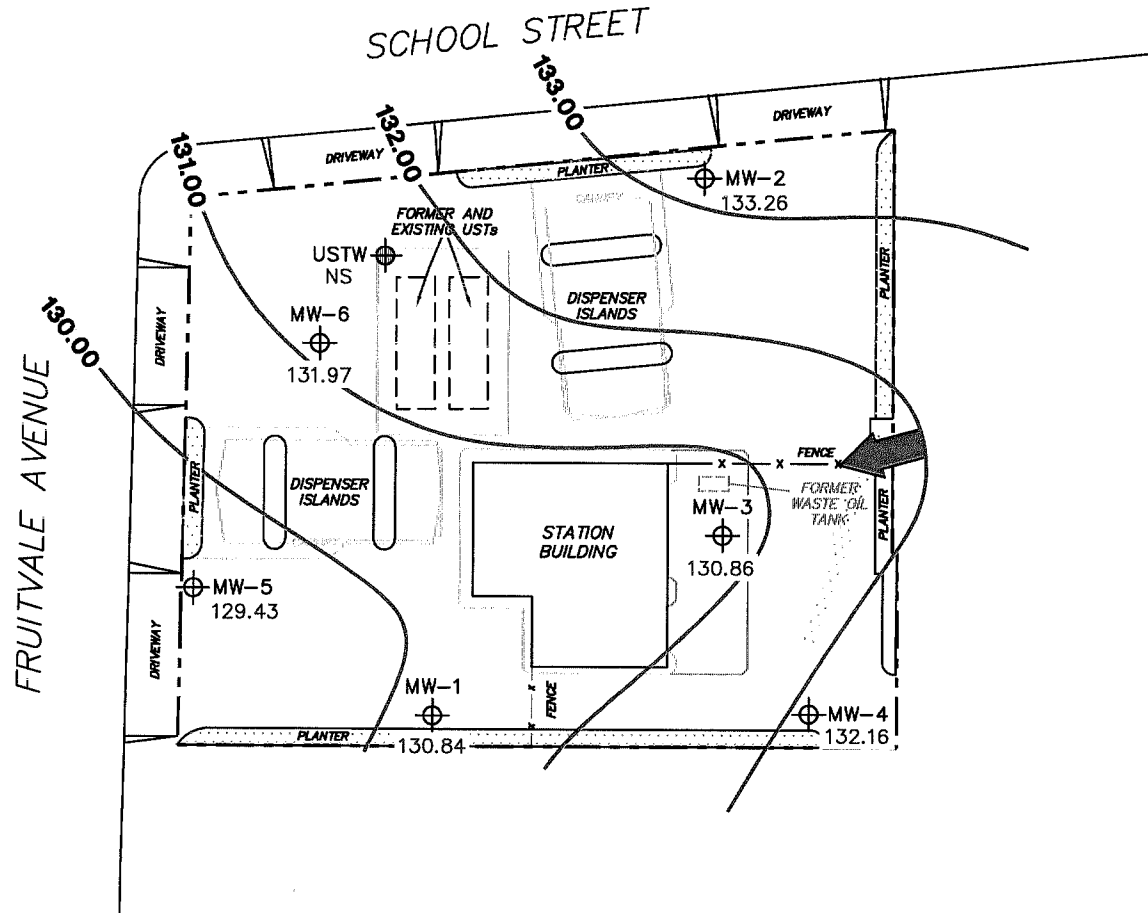 SCHOOL STREET
133.00
132.00
131.00
130.00
DRIVEWAY
DRIVEWAY
PLANTER
MW-2
133.26
CANOPY
FORMER AND
EXISTING USTs
USTW
NS
DISPENSER
ISLANDS
PLANTER
MW-6
131.97
DRIVEWAY
FRUITVALE AVENUE
PLANTER
DISPENSER
ISLANDS
FENCE
x
x
x
FORMER
WASTE OIL
TANK
PLANTER
MW-3
130.86
STATION
BUILDING
MW-5
129.43
DRIVEWAY
MW-1
130.84
x
x
FENCE
PLANTER
MW-4
132.16